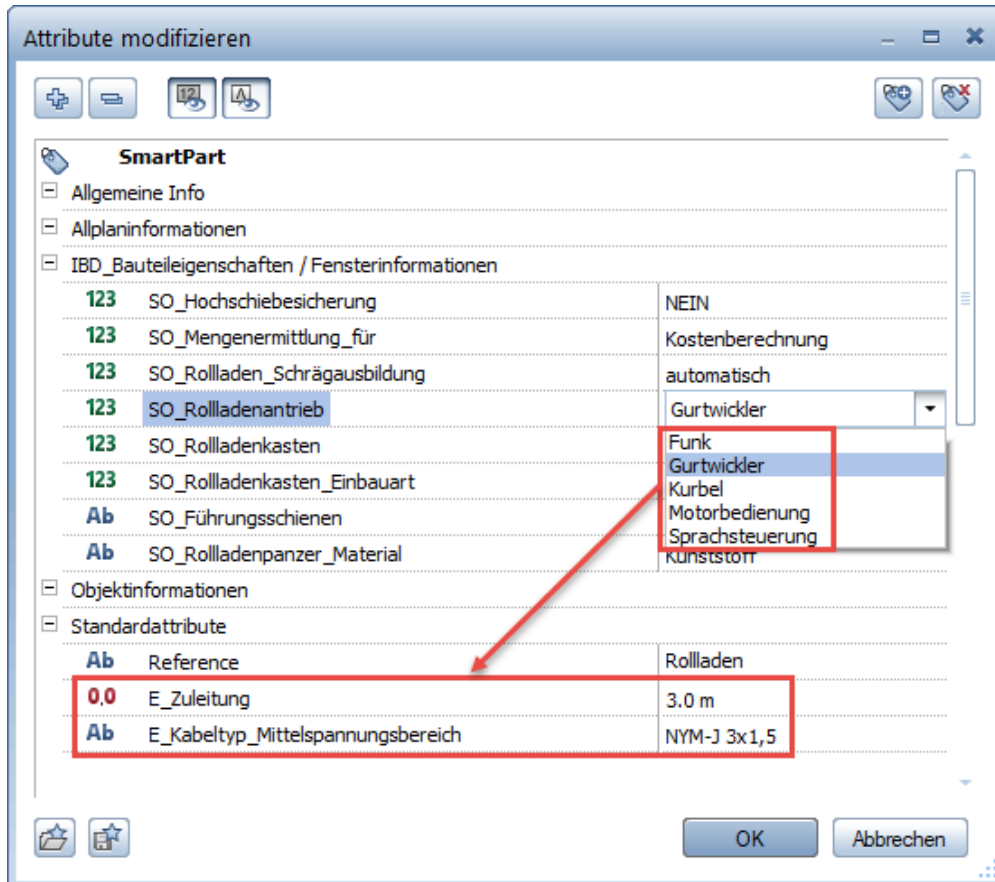 Attribute modifizieren
SmartPart
Allgemeine Info
Allplaninformationen
IBD_Bauteileigenschaften / Fensterinformationen
123 SO_Hochschiebesicherung NEIN
123 SO_Mengenermittlung_für Kostenberechnung
123 SO_Rollladen_Schrägausbildung automatisch
123 SO_Rollladenantrieb Gurtwickler
123 SO_Rollladenkasten
Funk
Gurtwickler
123 SO_Rollladenkasten_Einbauart
Kurbel
Ab SO_Führungsschienen
Motorbedienung
Sprachsteuerung
Ab SO_Rollladenpanzer_Material Kunststoff
Objektinformationen
Standardattribute
Ab Reference Rollladen
0,0 E_Zuleitung 3.0 m
Ab E_Kabeltyp_Mittelspannungsbereich NYM-J 3x1,5
OK Abbrechen